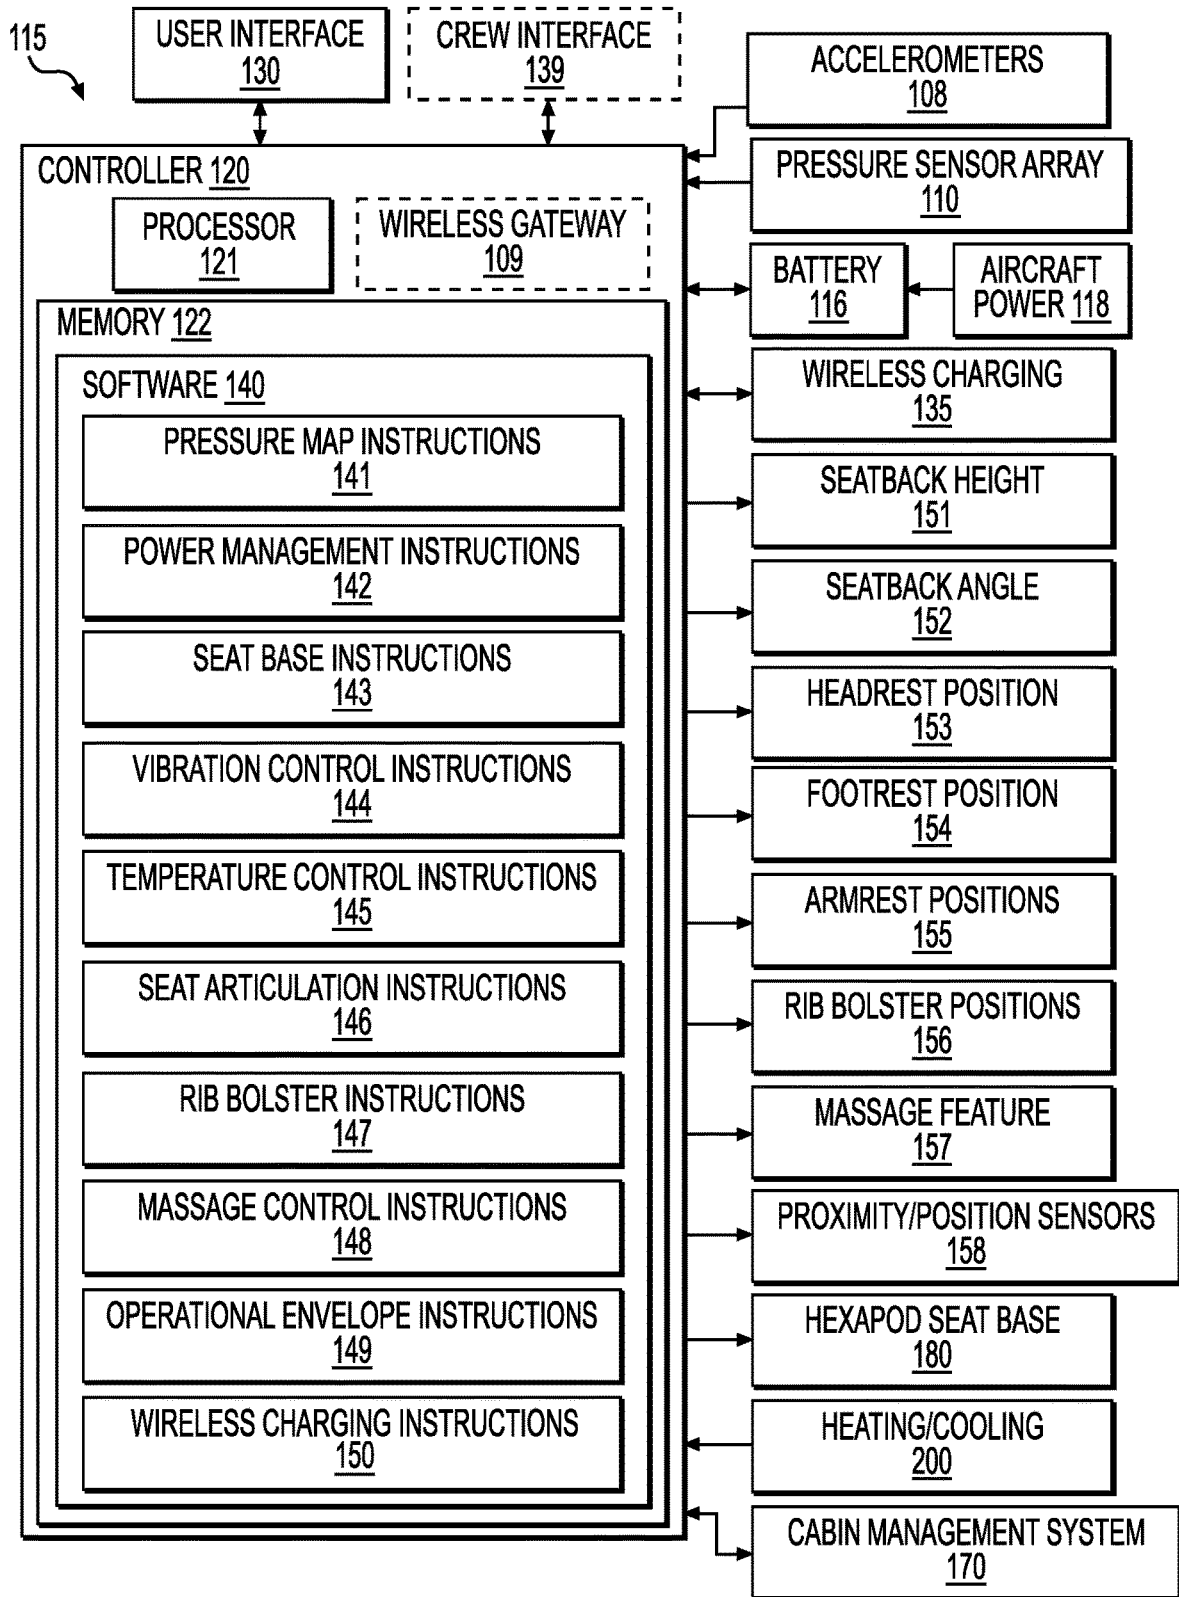 115
USER INTERFACE
130
CREW INTERFACE
139
CONTROLLER 120
PROCESSOR
121
WIRELESS GATEWAY
109
MEMORY 122
SOFTWARE 140
PRESSURE MAP INSTRUCTIONS
141
POWER MANAGEMENT INSTRUCTIONS
142
SEAT BASE INSTRUCTIONS
143
VIBRATION CONTROL INSTRUCTIONS
144
TEMPERATURE CONTROL INSTRUCTIONS
145
SEAT ARTICULATION INSTRUCTIONS
146
RIB BOLSTER INSTRUCTIONS
147
MASSAGE CONTROL INSTRUCTIONS
148
OPERATIONAL ENVELOPE INSTRUCTIONS
149
WIRELESS CHARGING INSTRUCTIONS
150
ACCELEROMETERS
108
PRESSURE SENSOR ARRAY
110
BATTERY
116
AIRCRAFT
POWER 118
WIRELESS CHARGING
135
SEATBACK HEIGHT
151
SEATBACK ANGLE
152
HEADREST POSITION
153
FOOTREST POSITION
154
ARMREST POSITIONS
155
RIB BOLSTER POSITIONS
156
MASSAGE FEATURE
157
PROXIMITY/POSITION SENSORS
158
HEXAPOD SEAT BASE
180
HEATING/COOLING
200
CABIN MANAGEMENT SYSTEM
170